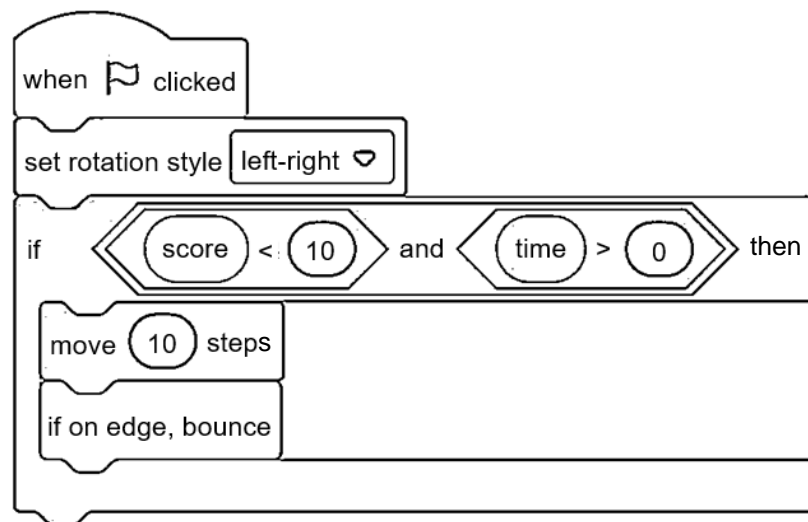 when clicked
set rotation style left-right
if score < 10 and time > 0 then
move 10 steps
if on edge, bounce